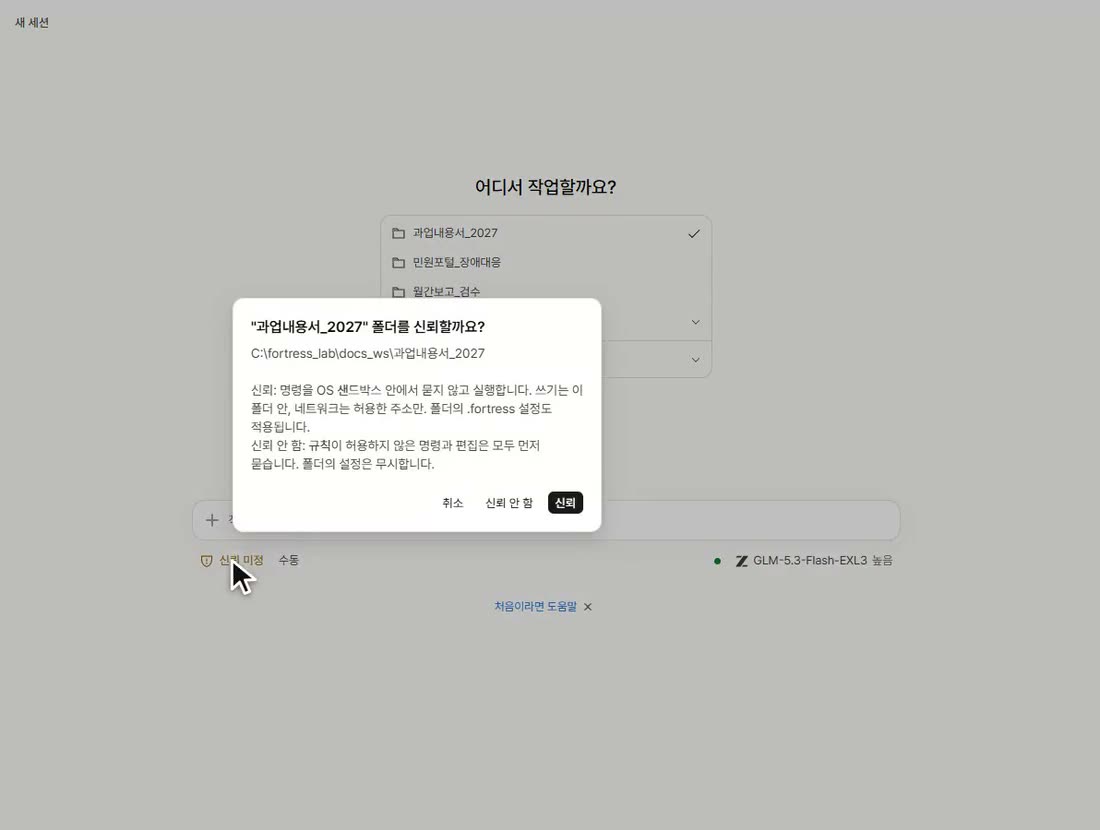 새 세션
어디서 작업할까요?
과업내용서_2027
민원포털_장애대응
월간보고_검수
"과업내용서_2027" 폴더를 신뢰할까요?
C:\fortress_lab\docs_ws\과업내용서_2027
신뢰: 명령을 OS 샌드박스 안에서 묻지 않고 실행합니다. 쓰기는 이
폴더 안, 네트워크는 허용한 주소만. 폴더의 .fortress 설정도
적용됩니다.
신뢰 안 함: 규칙이 허용하지 않은 명령과 편집은 모두 먼저
묻습니다. 폴더의 설정은 무시합니다.
취소 신뢰 안 함 신뢰
신뢰 미정 수동 GLM-5.3-Flash-EXL3 높음
처음이라면 도움말